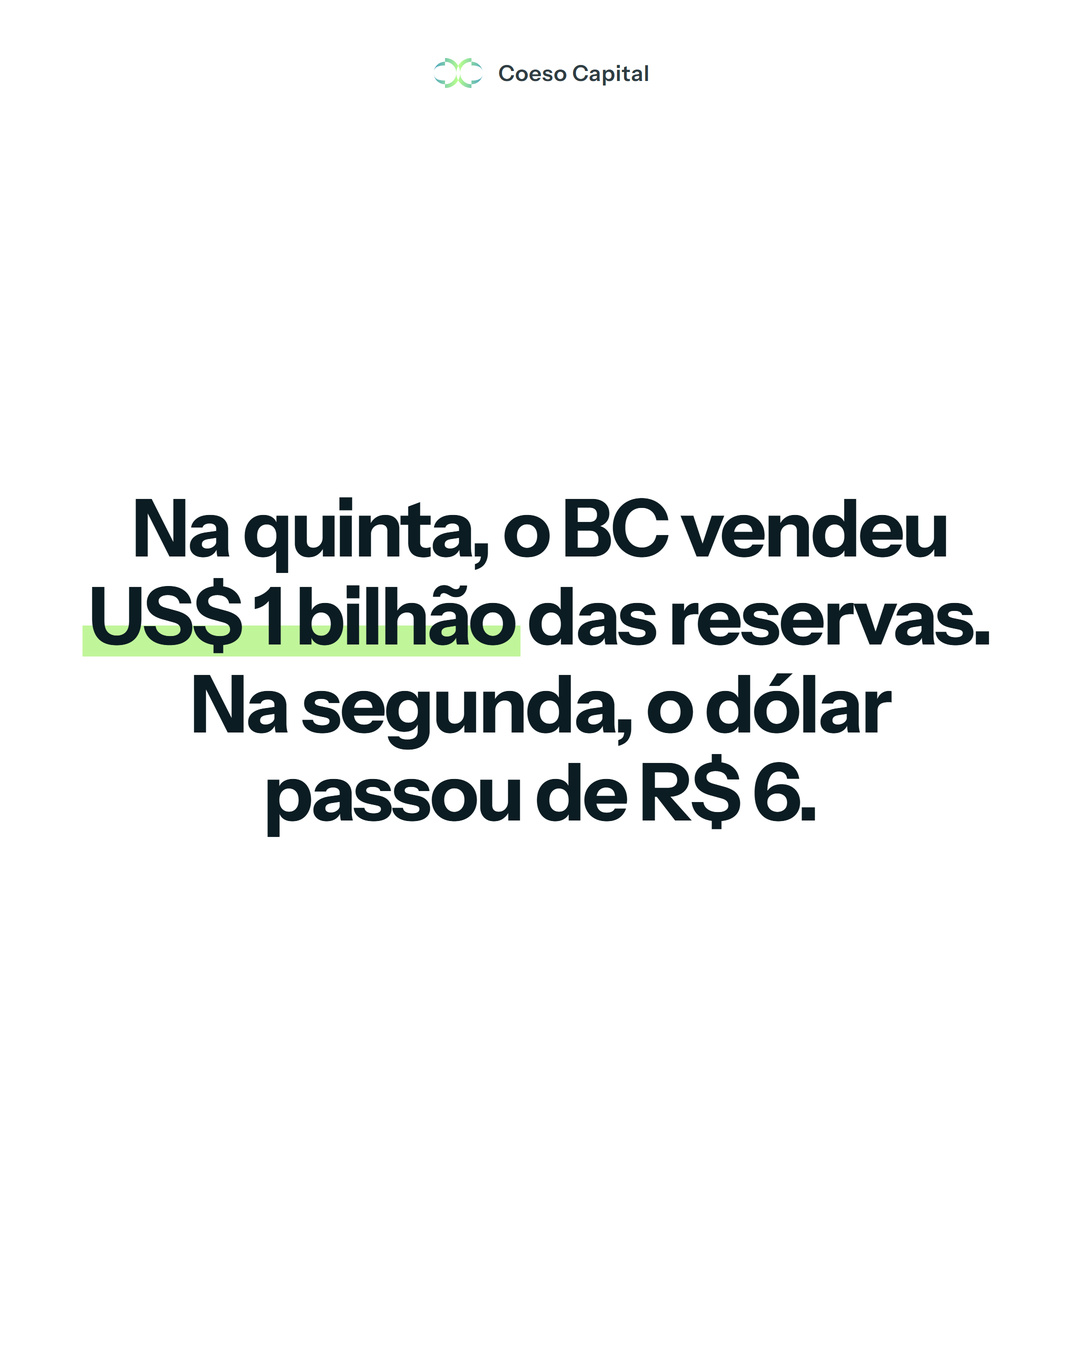 Coeso Capital
Na quinta, o BC vendeu
US$ 1 bilhão das reservas.
Na segunda, o dólar
passou de R$ 6.